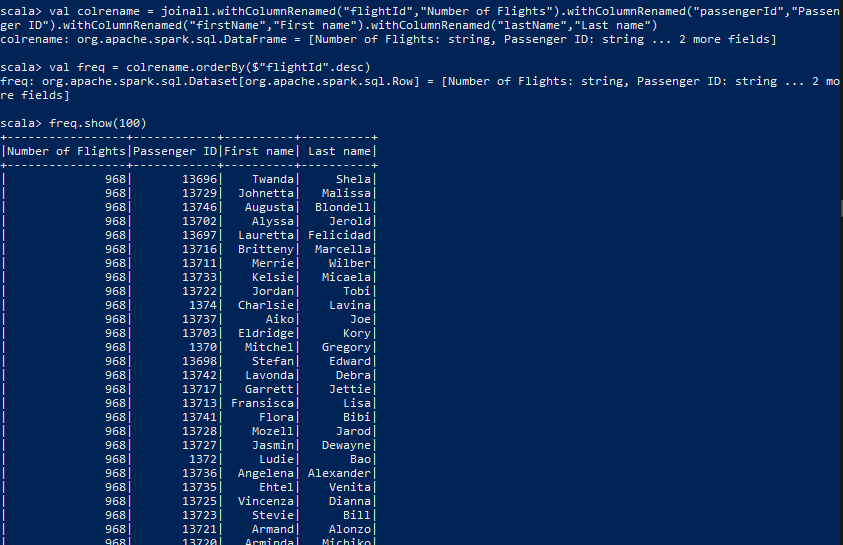 scala> val colrename = joinall.withColumnRenamed("flightId","Number of Flights").withColumnRenamed("passengerId","Passen
ger ID").withColumnRenamed("firstName","First name").withColumnRenamed("lastName","Last name")
colrename: org.apache.spark.sql.DataFrame = [Number of Flights: string, Passenger ID: string ... 2 more fields]
scala> val freq = colrename.orderBy($"flightId".desc)
freq: org.apache.spark.sql.Dataset[org.apache.spark.sql.Row] = [Number of Flights: string, Passenger ID: string ... 2 mo
re fields]
scala> freq.show(100)
+-----------------+------------+----------+----------+
|Number of Flights|Passenger ID|First name| Last name|
+-----------------+------------+----------+----------+
|              968|       13696|    Twanda|     Shela|
|              968|       13729|  Johnetta|   Malissa|
|              968|       13746|   Augusta|  Blondell|
|              968|       13702|    Alyssa|    Jerold|
|              968|       13697|  Lauretta| Felicidad|
|              968|       13716|  Britteny|  Marcella|
|              968|       13711|    Merrie|    Wilber|
|              968|       13733|    Kelsie|   Micaela|
|              968|       13722|    Jordan|      Tobi|
|              968|        1374|  Charlsie|    Lavina|
|              968|       13737|      Aiko|       Joe|
|              968|       13703|  Eldridge|      Kory|
|              968|        1370|   Mitchel|   Gregory|
|              968|       13698|    Stefan|    Edward|
|              968|       13742|   Lavonda|     Debra|
|              968|       13717|   Garrett|    Jettie|
|              968|       13713| Fransisca|      Lisa|
|              968|       13741|     Flora|      Bibi|
|              968|       13728|    Mozell|     Jarod|
|              968|       13727|    Jasmin|   Dewayne|
|              968|        1372|     Ludie|       Bao|
|              968|       13736|  Angelena| Alexander|
|              968|       13735|     Ehtel|    Venita|
|              968|       13725|  Vincenza|    Dianna|
|              968|       13723|    Stevie|      Bill|
|              968|       13721|    Armand|    Alonzo|
|              968|       13720|   Arminda|   Michiko|